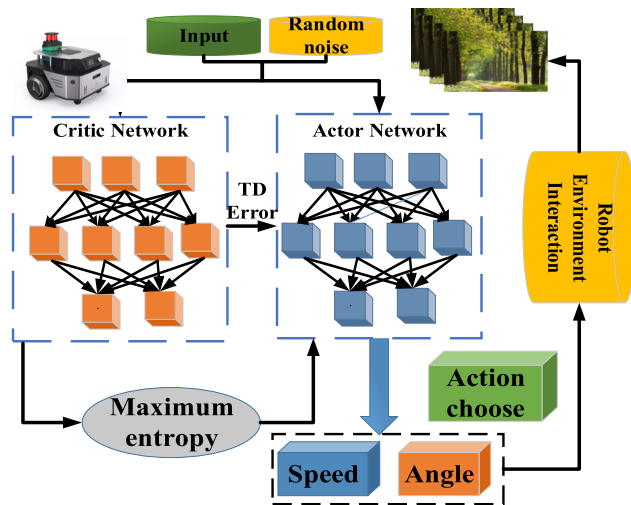 Input
Random
noise
Critic Network
Actor Network
TD
Error
Robot
Environment
Interaction
Maximum
entropy
Action
choose
Speed
Angle